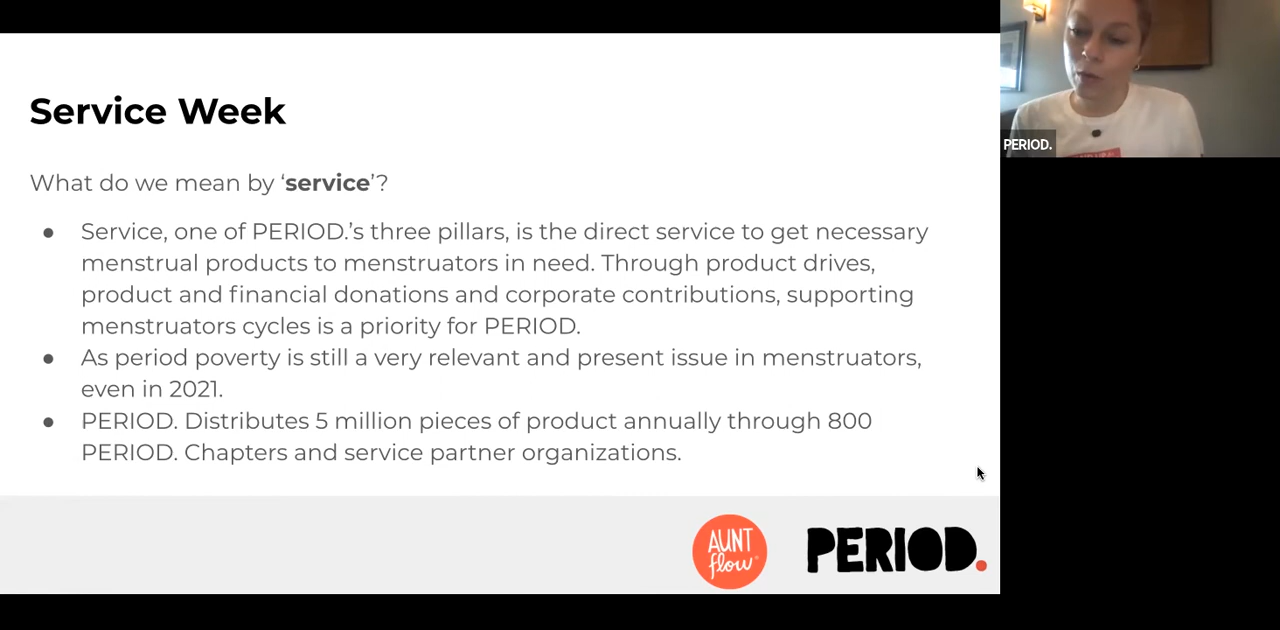 Service Week
What do we mean by ‘service’?
● Service, one of PERIOD.’s three pillars, is the direct service to get necessary
menstrual products to menstruators in need. Through product drives,
product and financial donations and corporate contributions, supporting
menstruators cycles is a priority for PERIOD.
● As period poverty is still a very relevant and present issue in menstruators,
even in 2021.
● PERIOD. Distributes 5 million pieces of product annually through 800
PERIOD. Chapters and service partner organizations.
AUNT
flow
PERIOD.
PERIOD.